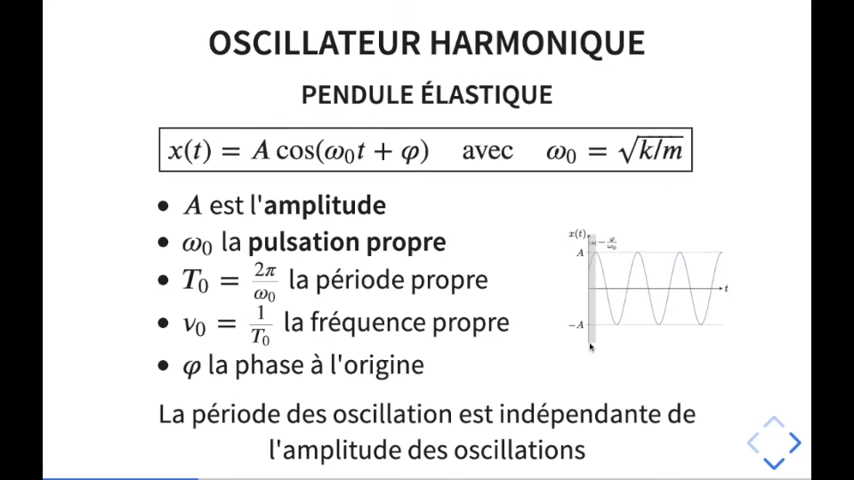 OSCILLATEUR HARMONIQUE
PENDULE ÉLASTIQUE
x(t) = A cos(ω₀t + φ) avec ω₀ = √k/m
• A est l'amplitude
• ω₀ la pulsation propre
• T₀ = 2π/ω₀ la période propre
• ν₀ = 1/T₀ la fréquence propre
• φ la phase à l'origine
x(t)
− φ/ω₀
A
t
−A
La période des oscillation est indépendante de
l'amplitude des oscillations